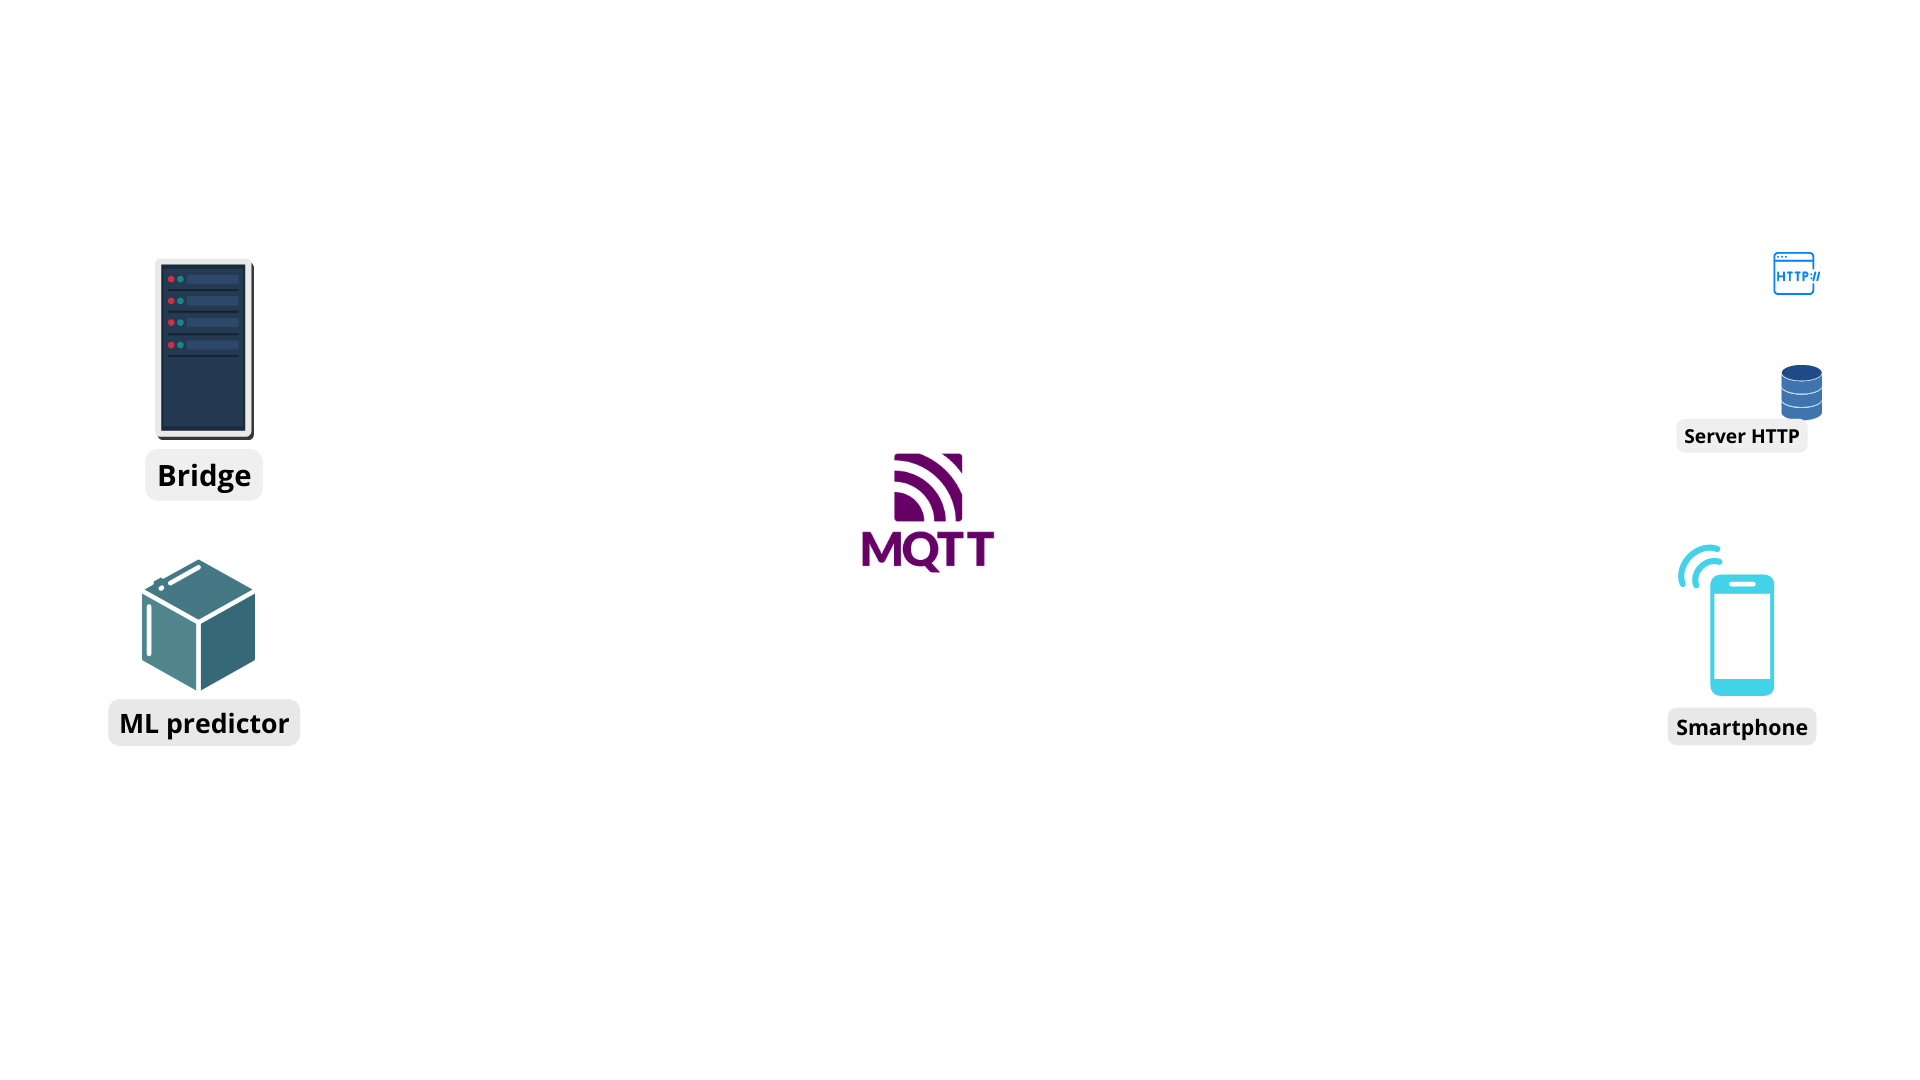 HTTP://
Bridge
Server HTTP
MQTT
ML predictor
Smartphone